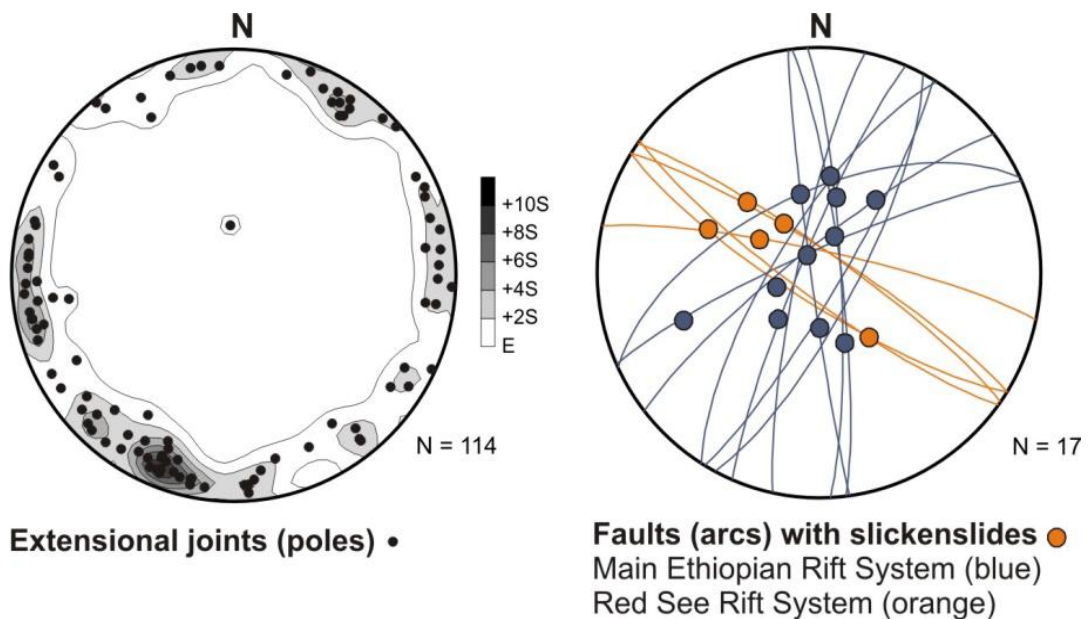 N
+10S
+8S
+6S
+4S
+2S
E
N = 114
Extensional joints (poles)
N
N = 17
Faults (arcs) with slickenslides
Main Ethiopian Rift System (blue)
Red See Rift System (orange)